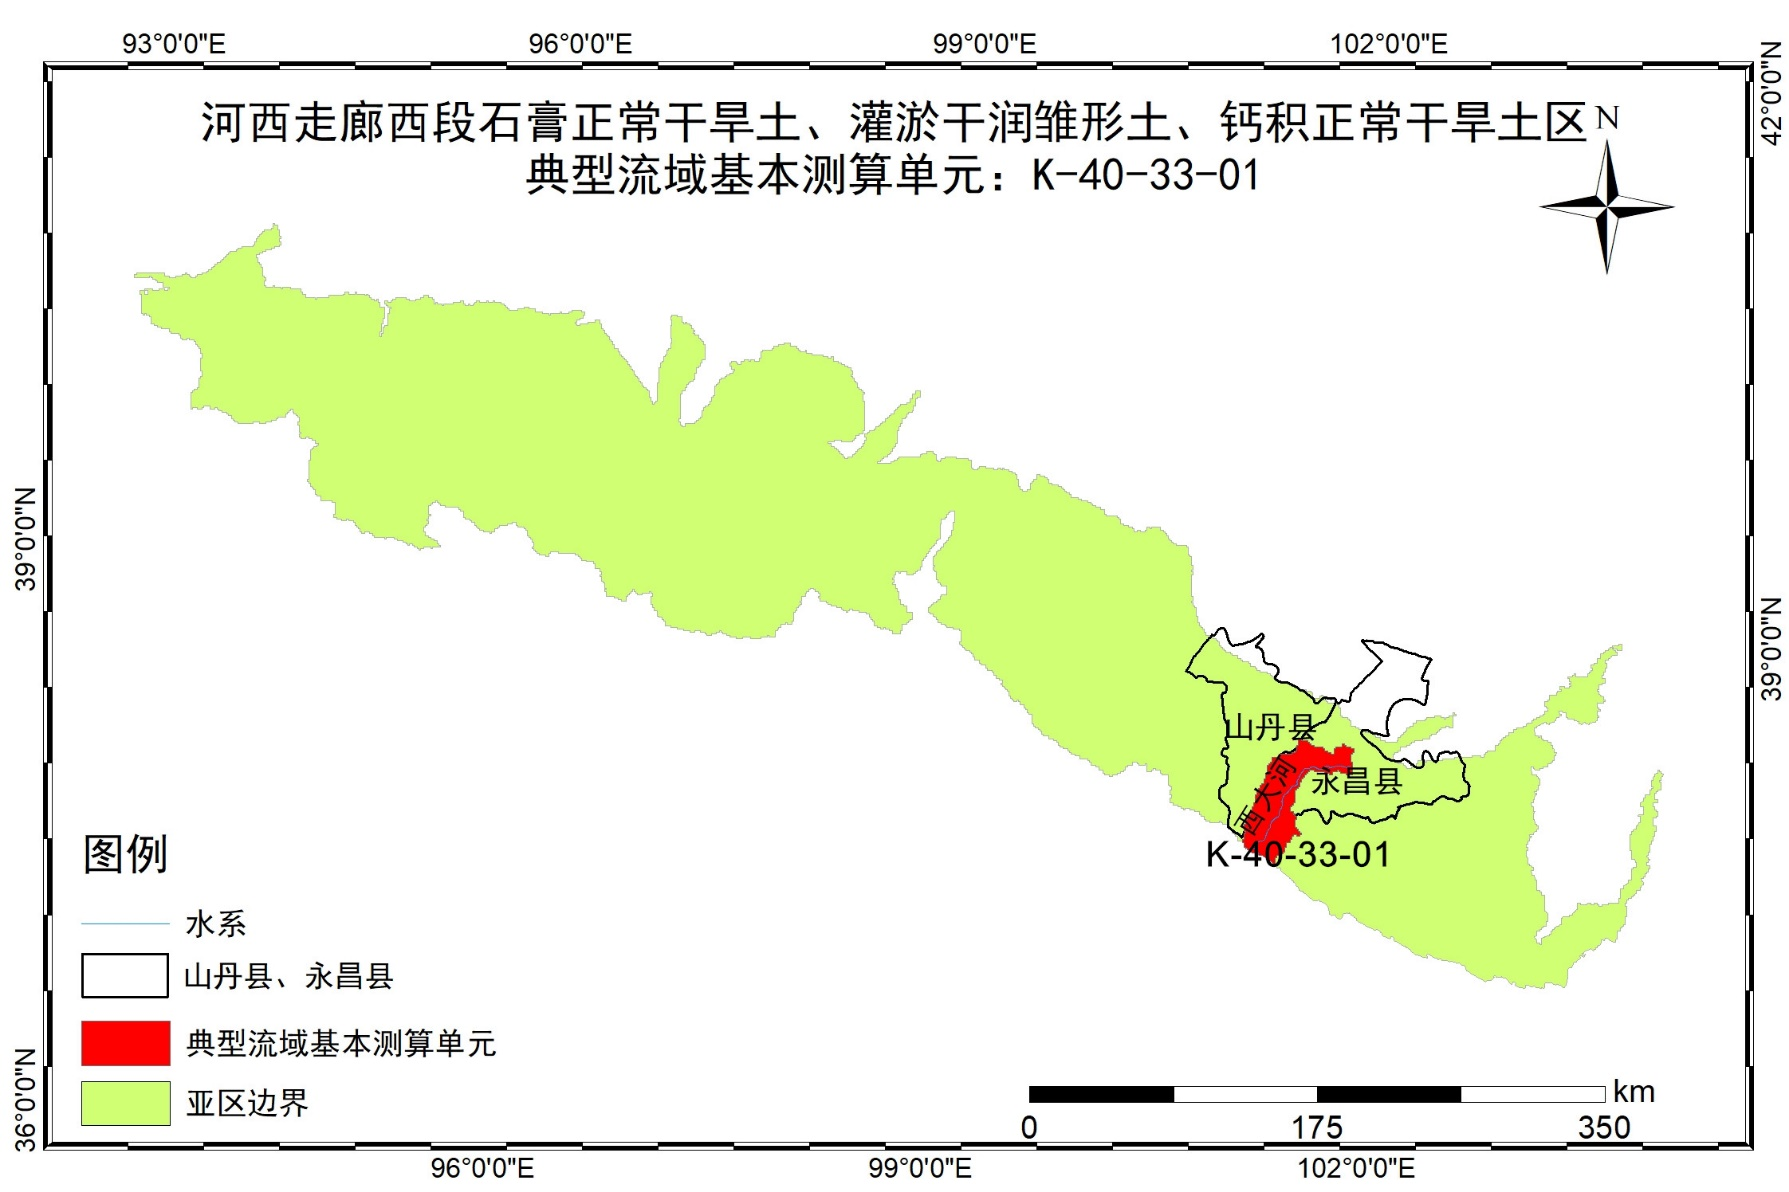 93°0'0"E 96°0'0"E 99°0'0"E 102°0'0"E
42°0'0"N
河西走廊西段石膏正常干旱土、灌淤干润雏形土、钙积正常干旱土区
N
典型流域基本测算单元：K-40-33-01
39°0'0"N
39°0'0"N
山丹县
永昌县
西大河
K-40-33-01
图例
水系
山丹县、永昌县
典型流域基本测算单元
亚区边界
36°0'0"N
km
0 175 350
96°0'0"E 99°0'0"E 102°0'0"E